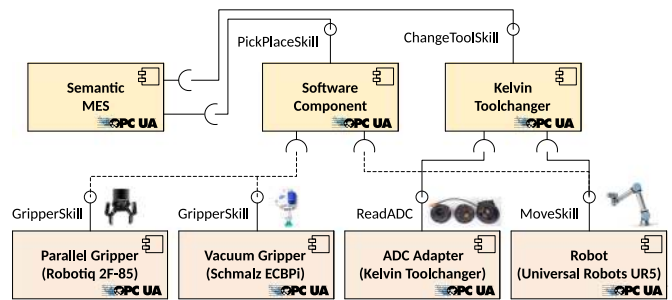 PickPlaceSkill
ChangeToolSkill
Semantic
MES
OPC UA
Software
Component
OPC UA
Kelvin
Toolchanger
OPC UA
GripperSkill
GripperSkill
ReadADC
MoveSkill
Parallel Gripper
(Robotiq 2F-85)
OPC UA
Vacuum Gripper
(Schmalz ECBPi)
OPC UA
ADC Adapter
(Kelvin Toolchanger)
OPC UA
Robot
(Universal Robots UR5)
OPC UA